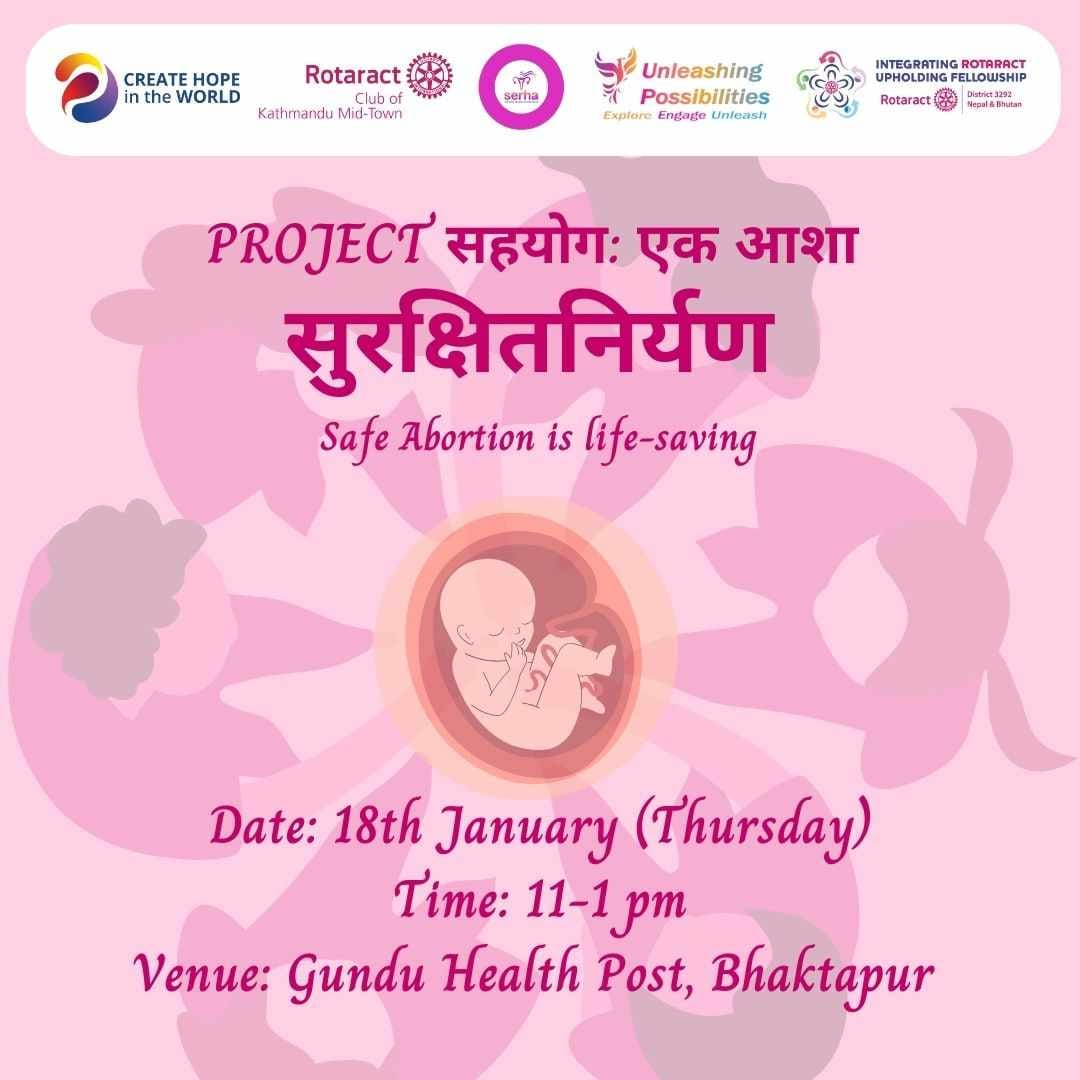 CREATE HOPE
in the WORLD
Rotaract
Club of
Kathmandu Mid-Town
serha
Unleashing
Possibilities
Explore Engage Unleash
INTEGRATING ROTARACT
UPHOLDING FELLOWSHIP
Rotaract
District 3292
Nepal & Bhutan
PROJECT सहयोग: एक आशा
सुरक्षितनिर्यण
Safe Abortion is life-saving
Date: 18th January (Thursday)
Time: 11-1 pm
Venue: Gundu Health Post, Bhaktapur